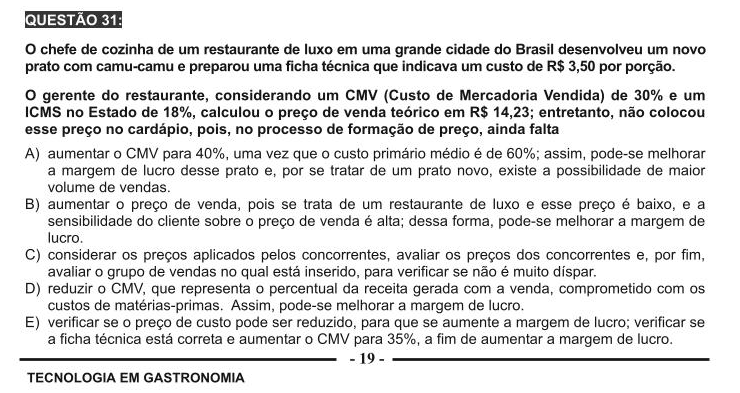 QUESTÃO 31:
O chefe de cozinha de um restaurante de luxo em uma grande cidade do Brasil desenvolveu um novo
prato com camu-camu e preparou uma ficha técnica que indicava um custo de R$ 3,50 por porção.
O gerente do restaurante, considerando um CMV (Custo de Mercadoria Vendida) de 30% e um
ICMS no Estado de 18%, calculou o preço de venda teórico em R$ 14,23; entretanto, não colocou
esse preço no cardápio, pois, no processo de formação de preço, ainda falta
A) aumentar o CMV para 40%, uma vez que o custo primário médio é de 60%; assim, pode-se melhorar
a margem de lucro desse prato e, por se tratar de um prato novo, existe a possibilidade de maior
volume de vendas.
B) aumentar o preço de venda, pois se trata de um restaurante de luxo e esse preço é baixo, e a
sensibilidade do cliente sobre o preço de venda é alta; dessa forma, pode-se melhorar a margem de
lucro.
C) considerar os preços aplicados pelos concorrentes, avaliar os preços dos concorrentes e, por fim,
avaliar o grupo de vendas no qual está inserido, para verificar se não é muito díspar.
D) reduzir o CMV, que representa o percentual da receita gerada com a venda, comprometido com os
custos de matérias-primas. Assim, pode-se melhorar a margem de lucro.
E) verificar se o preço de custo pode ser reduzido, para que se aumente a margem de lucro; verificar se
a ficha técnica está correta e aumentar o CMV para 35%, a fim de aumentar a margem de lucro.
- 19 -
TECNOLOGIA EM GASTRONOMIA